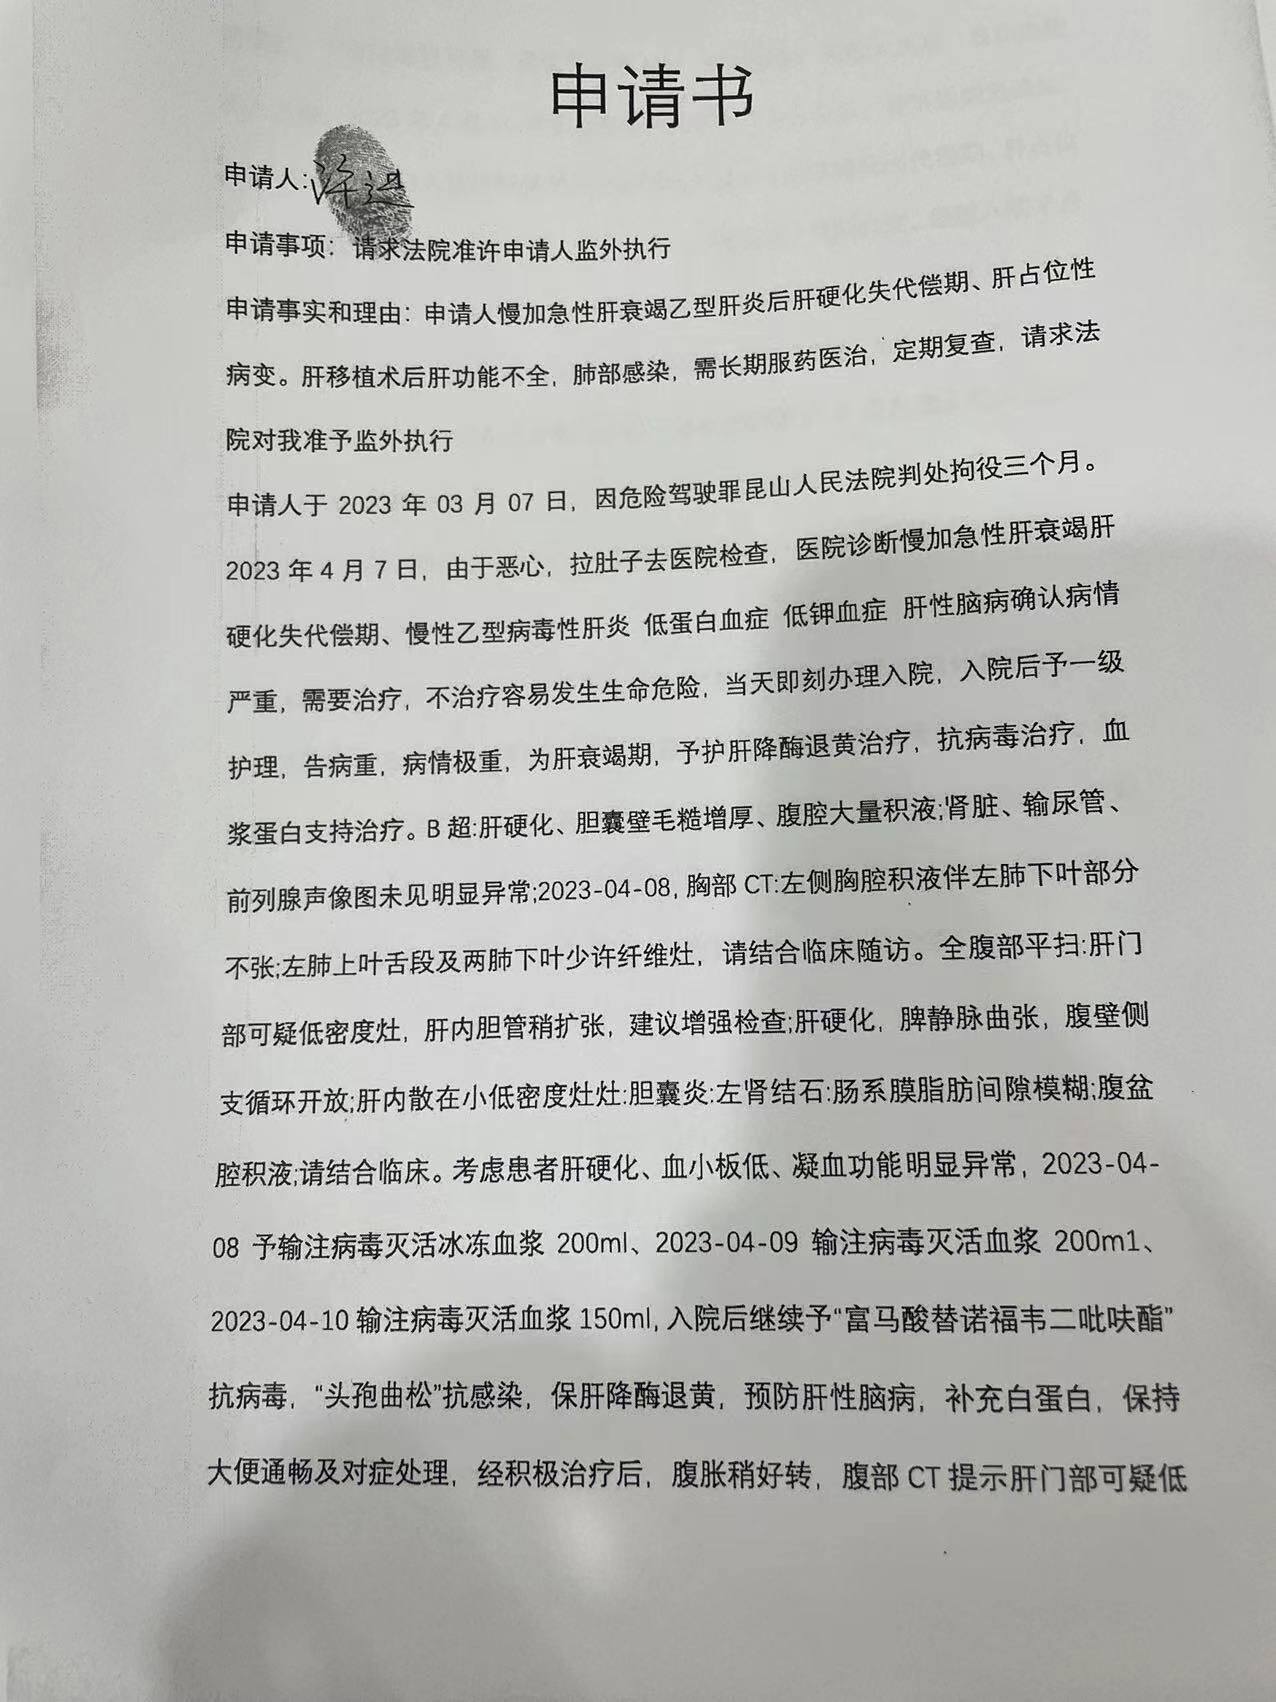 申请书
申请人:许进
申请事项：请求法院准许申请人监外执行
申请事实和理由：申请人慢加急性肝衰竭乙型肝炎后肝硬化失代偿期、肝占位性
病变。肝移植术后肝功能不全，肺部感染，需长期服药医治，定期复查，请求法
院对我准予监外执行
申请人于 2023 年 03 月 07 日，因危险驾驶罪昆山人民法院判处拘役三个月。
2023 年 4 月 7 日，由于恶心，拉肚子去医院检查，医院诊断慢加急性肝衰竭肝
硬化失代偿期、慢性乙型病毒性肝炎 低蛋白血症 低钾血症 肝性脑病确认病情
严重，需要治疗，不治疗容易发生生命危险，当天即刻办理入院，入院后予一级
护理，告病重，病情极重，为肝衰竭期，予护肝降酶退黄治疗，抗病毒治疗，血
浆蛋白支持治疗。B 超:肝硬化、胆囊壁毛糙增厚、腹腔大量积液;肾脏、输尿管、
前列腺声像图未见明显异常;2023-04-08, 胸部 CT:左侧胸腔积液伴左肺下叶部分
不张;左肺上叶舌段及两肺下叶少许纤维灶，请结合临床随访。全腹部平扫:肝门
部可疑低密度灶，肝内胆管稍扩张，建议增强检查;肝硬化，脾静脉曲张，腹壁侧
支循环开放;肝内散在小低密度灶灶:胆囊炎:左肾结石:肠系膜脂肪间隙模糊;腹盆
腔积液;请结合临床。考虑患者肝硬化、血小板低、凝血功能明显异常，2023-04-
08 予输注病毒灭活冰冻血浆 200ml、2023-04-09 输注病毒灭活血浆 200m1、
2023-04-10 输注病毒灭活血浆 150ml, 入院后继续予“富马酸替诺福韦二吡呋酯”
抗病毒，“头孢曲松”抗感染，保肝降酶退黄，预防肝性脑病，补充白蛋白，保持
大便通畅及对症处理，经积极治疗后，腹胀稍好转，腹部 CT 提示肝门部可疑低